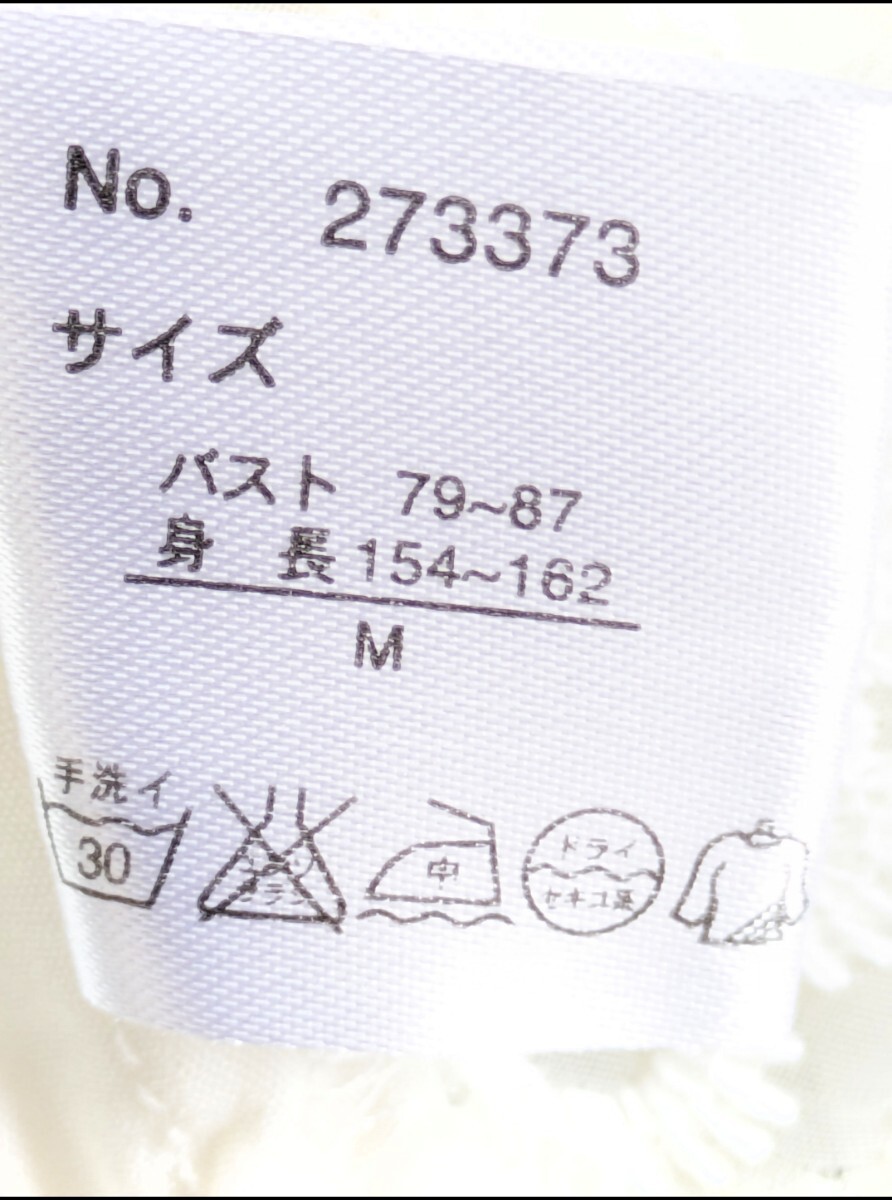 No. 273373
サイズ
バスト 79~87
身 長 154~162
M
手洗イ
30
中
ドライ
セキユ系